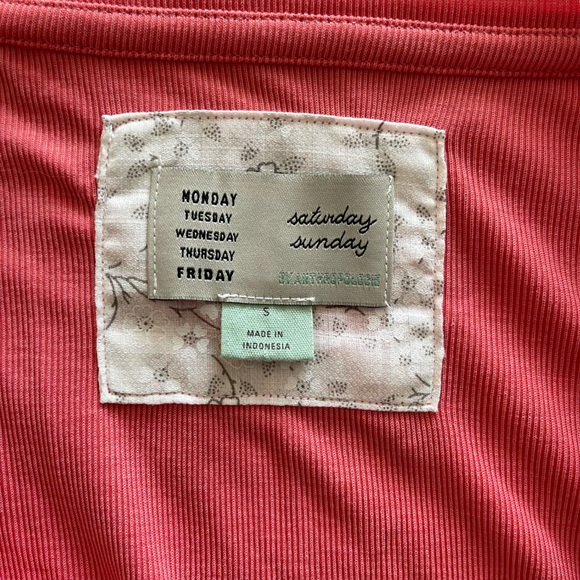 MONDAY
TUESDAY
WEDNESDAY
THURSDAY
FRIDAY
saturday
sunday
BY ANTHROPOLOGIE
S
MADE IN
INDONESIA